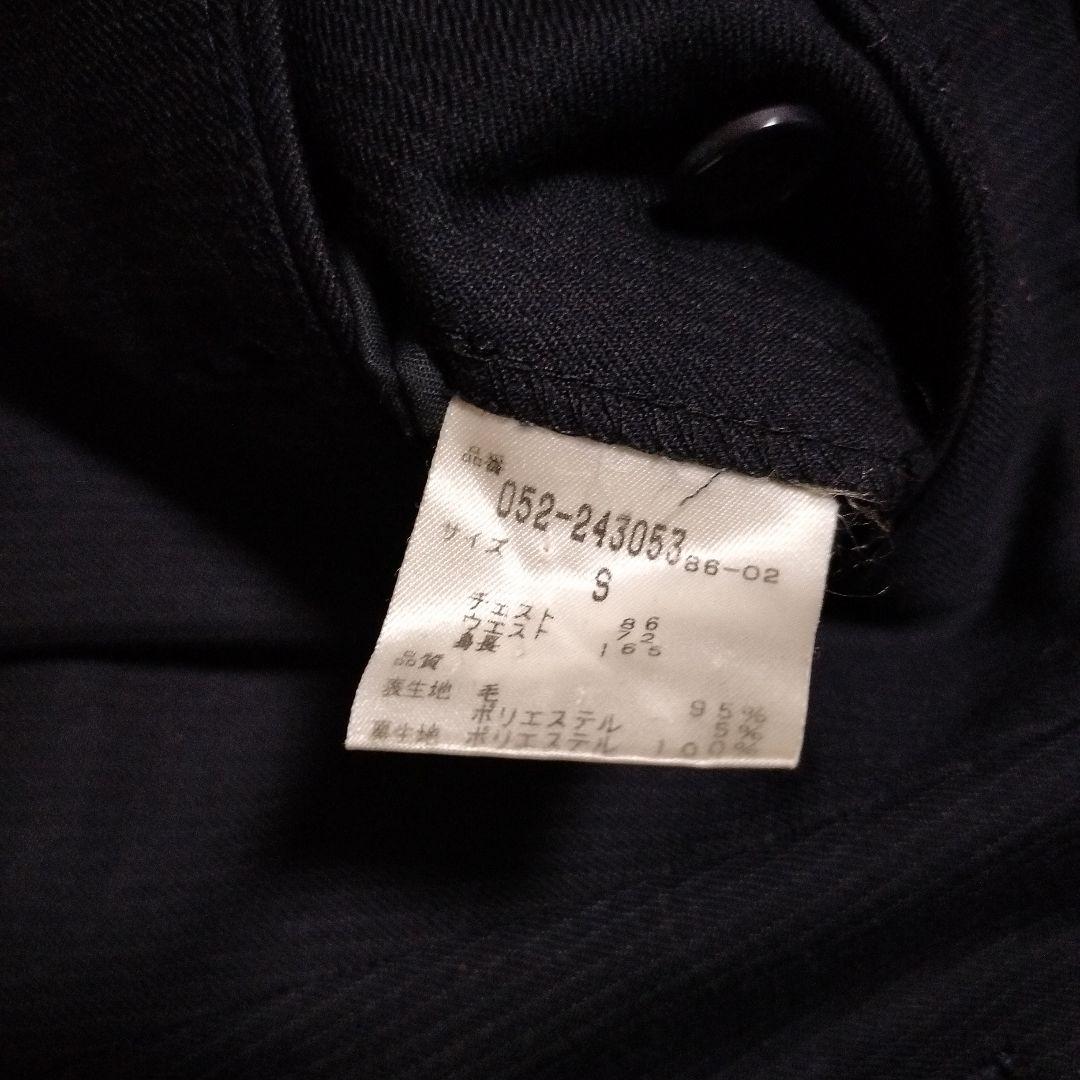 品番
052-243053 86-02
サイズ
S
チェスト 86
ウエスト 72
身長 165
品質
表生地 毛 95%
ポリエステル 5%
裏生地 ポリエステル 100%